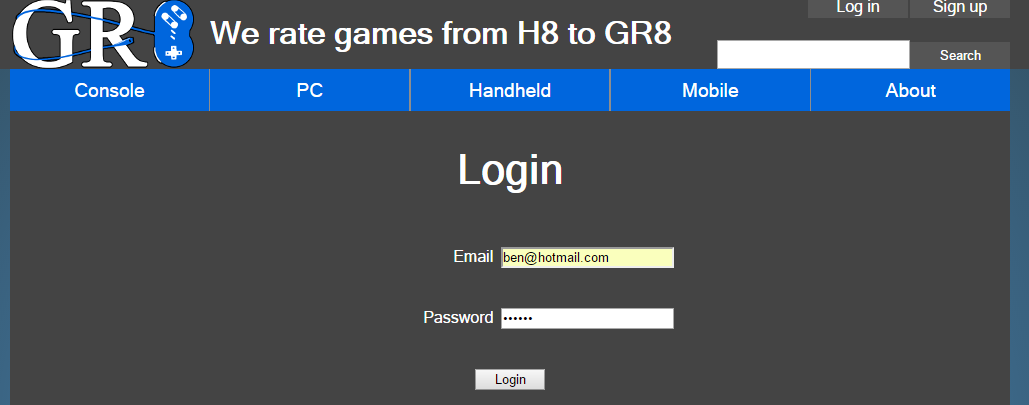 GR8
We rate games from H8 to GR8
Log in
Sign up
Search
Console
PC
Handheld
Mobile
About
Login
Email
ben@hotmail.com
Password
••••••
Login